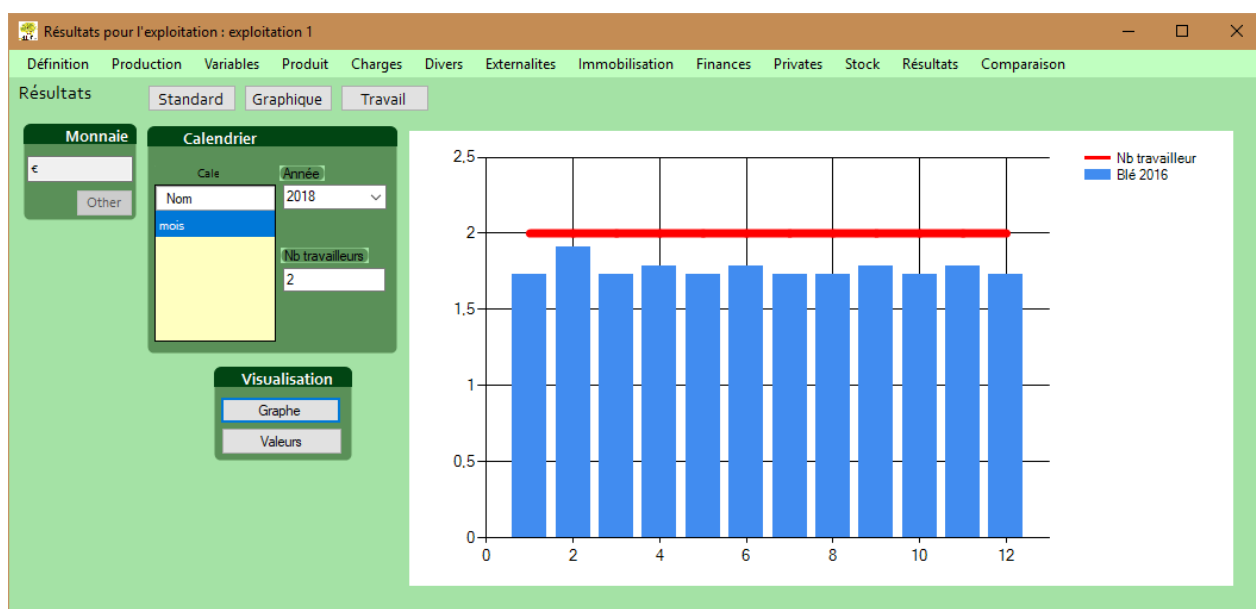 Résultats pour l'exploitation : exploitation 1
Définition Production Variables Produit Charges Divers Externalites Immobilisation Finances Privates Stock Résultats Comparaison
Résultats
Standard Graphique Travail
Monnaie
€
Other
Calendrier
Cale
Nom
mois
Année
2018
Nb travailleurs
2
Visualisation
Graphe
Valeurs
2,5
2
1,5
1
0,5
0
0 2 4 6 8 10 12
Nb travailleur
Blé 2016